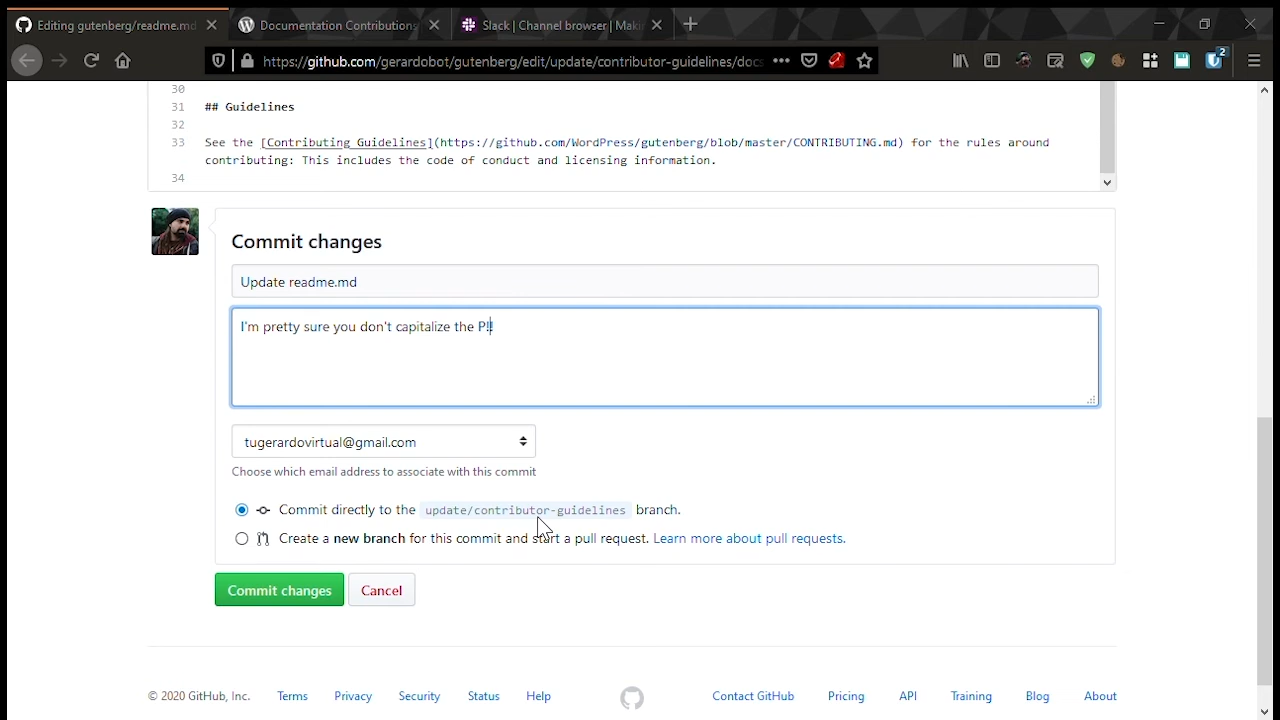 Editing gutenberg/readme.md
Documentation Contributions
Slack | Channel browser | Maki
https://github.com/gerardobot/gutenberg/edit/update/contributor-guidelines/docs
2
30
31 ## Guidelines
32
33 See the [Contributing Guidelines](https://github.com/WordPress/gutenberg/blob/master/CONTRIBUTING.md) for the rules around
contributing: This includes the code of conduct and licensing information.
34
Commit changes
Update readme.md
I'm pretty sure you don't capitalize the P!!
tugerardovirtual@gmail.com
Choose which email address to associate with this commit
Commit directly to the update/contributor-guidelines branch.
Create a new branch for this commit and start a pull request. Learn more about pull requests.
Commit changes Cancel
© 2020 GitHub, Inc. Terms Privacy Security Status Help Contact GitHub Pricing API Training Blog About